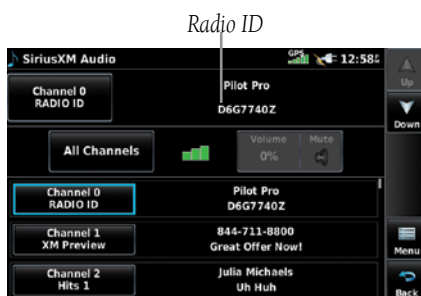 Radio ID
SiriusXM Audio GPS 12:58
Up
Channel 0 Pilot Pro
RADIO ID D6G7740Z
Down
All Channels Volume Mute
0%
Channel 0 Pilot Pro
RADIO ID D6G7740Z
Channel 1 844-711-8800
XM Preview Great Offer Now!
Menu
Channel 2 Julia Michaels
Hits 1 Uh Huh
Back